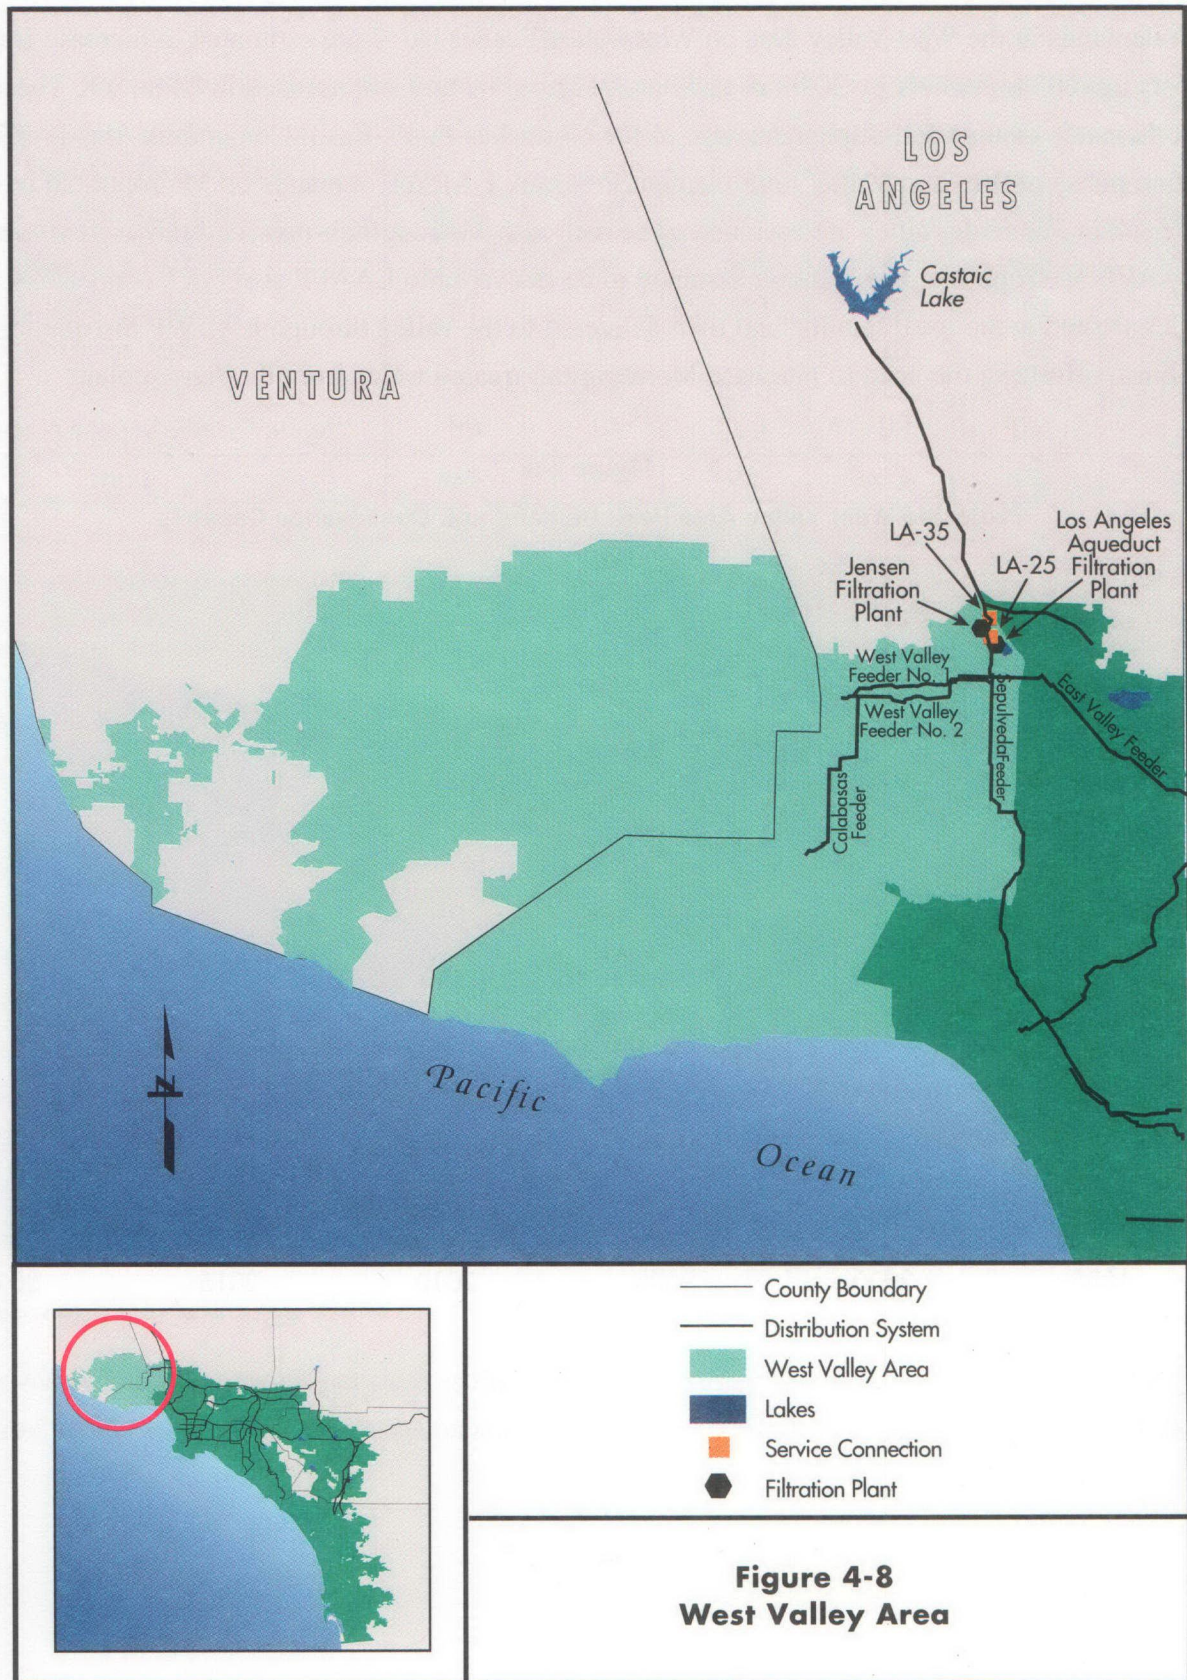 LOS
ANGELES
Castaic
Lake
VENTURA
LA-35
Los Angeles
Aqueduct
Filtration
Plant
LA-25
Jensen
Filtration
Plant
West Valley
Feeder No. 1
West Valley
Feeder No. 2
SepulvedaFeeder
East Valley Feeder
Calabasas
Feeder
Pacific
Ocean
N
County Boundary
Distribution System
West Valley Area
Lakes
Service Connection
Filtration Plant
Figure 4-8
West Valley Area